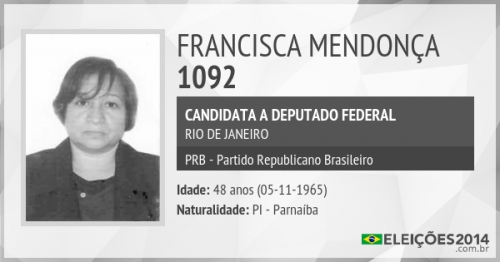 FRANCISCA MENDONÇA
1092
CANDIDATA A DEPUTADO FEDERAL
RIO DE JANEIRO
PRB - Partido Republicano Brasileiro
Idade: 48 anos (05-11-1965)
Naturalidade: PI - Parnaíba
ELEIÇÕES2014
.com.br